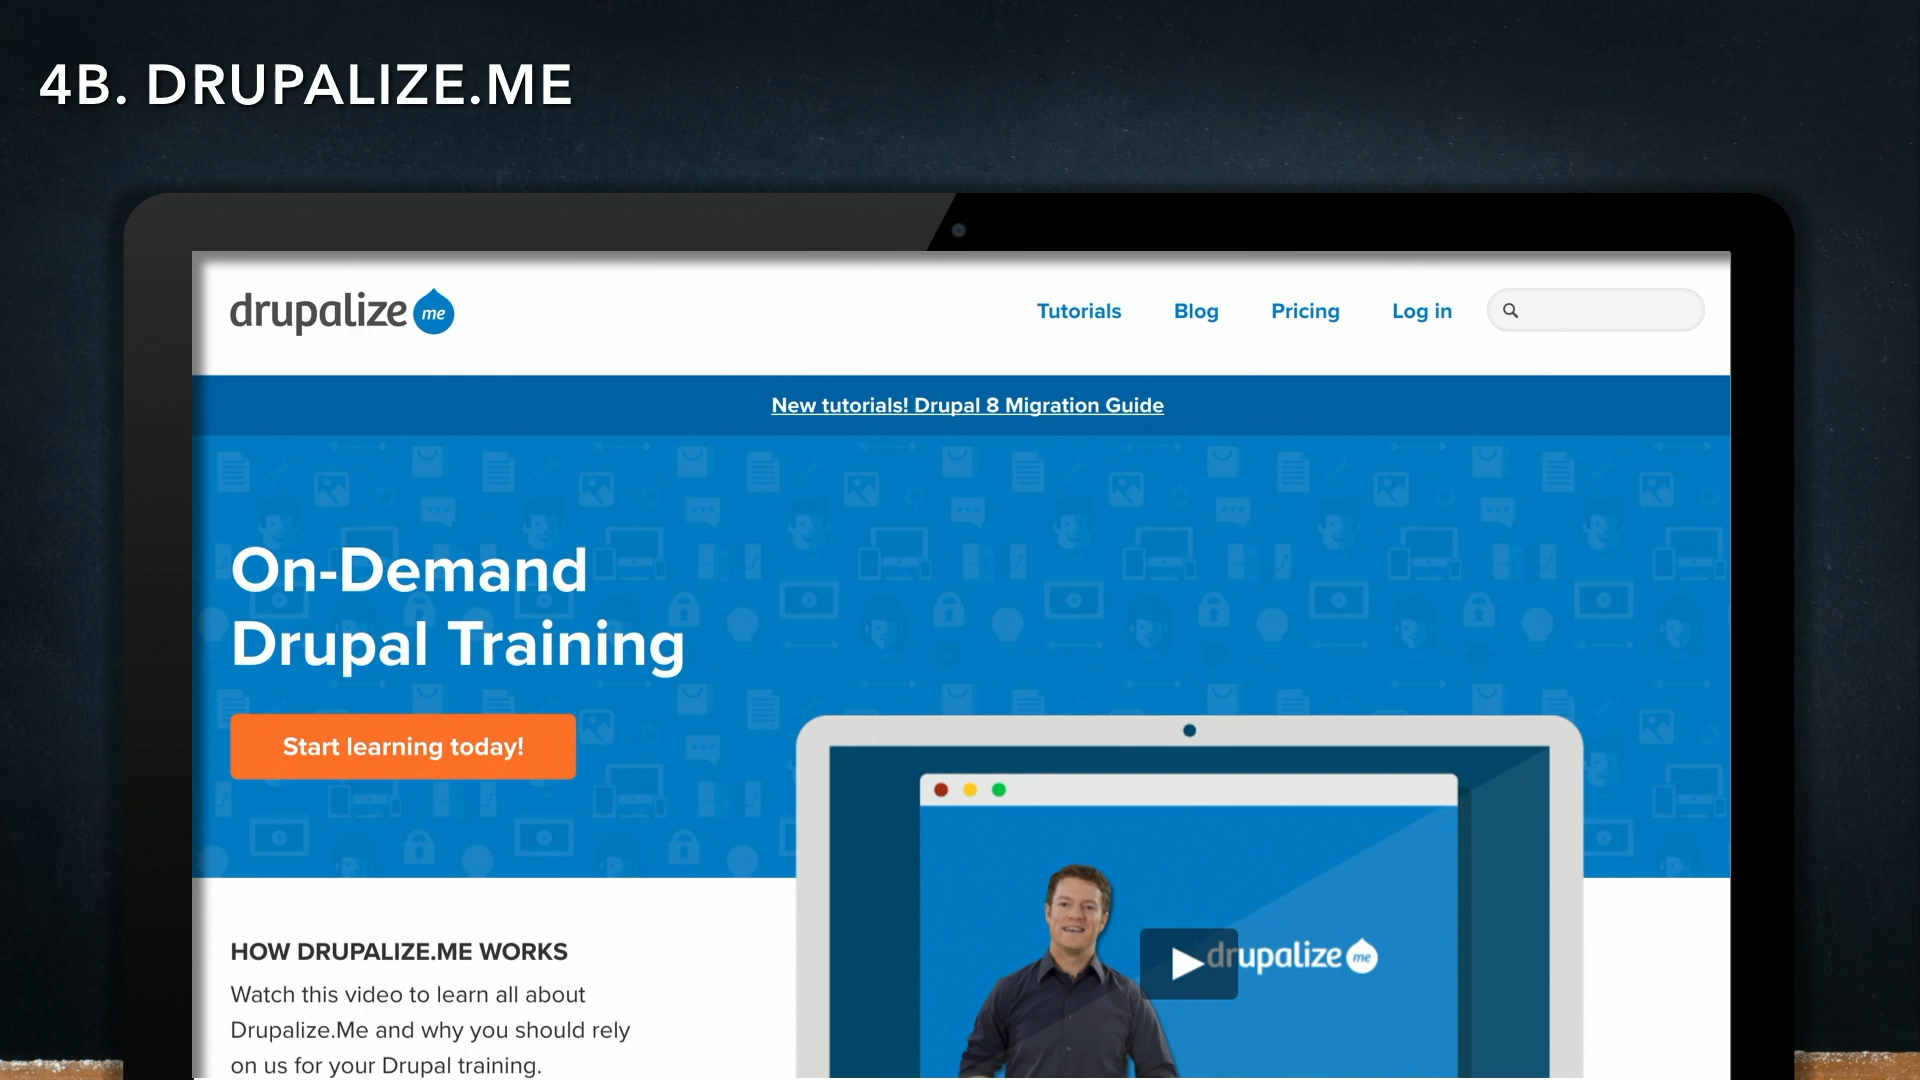 4B. DRUPALIZE.ME
drupalize me
Tutorials Blog Pricing Log in
New tutorials! Drupal 8 Migration Guide
On-Demand
Drupal Training
Start learning today!
HOW DRUPALIZE.ME WORKS
Watch this video to learn all about
Drupalize.Me and why you should rely
on us for your Drupal training.
drupalize me